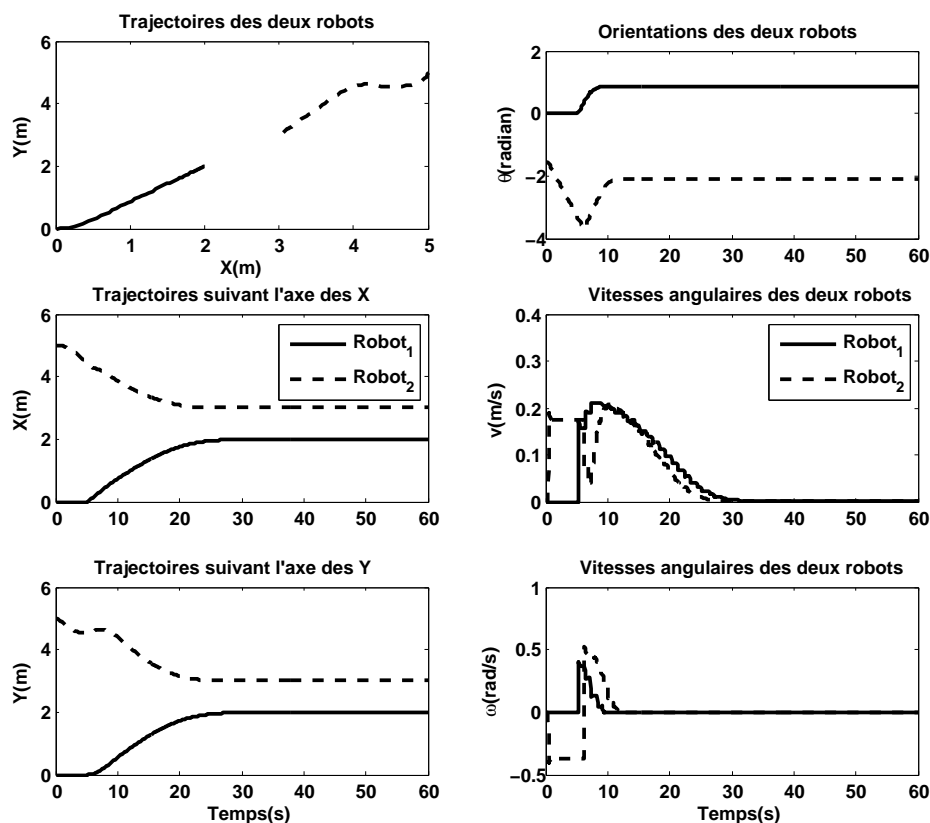 Trajectoires des deux robots
6
4
2
0
Y(m)
0 1 2 3 4 5
X(m)
Orientations des deux robots
2
0
−2
−4
θ(radian)
0 10 20 30 40 50 60
Trajectoires suivant l'axe des X
6
4
2
0
X(m)
Robot1
Robot2
0 10 20 30 40 50 60
Vitesses angulaires des deux robots
0.4
0.3
0.2
0.1
0
v(m/s)
Robot1
Robot2
0 10 20 30 40 50 60
Trajectoires suivant l'axe des Y
6
4
2
0
Y(m)
0 10 20 30 40 50 60
Temps(s)
Vitesses angulaires des deux robots
1
0.5
0
−0.5
ω(rad/s)
0 10 20 30 40 50 60
Temps(s)